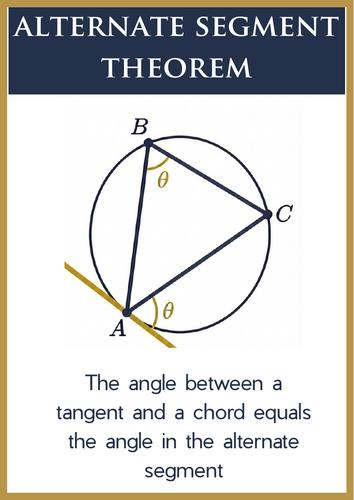 ALTERNATE SEGMENT
THEOREM
B
θ
C
θ
A
The angle between a
tangent and a chord equals
the angle in the alternate
segment